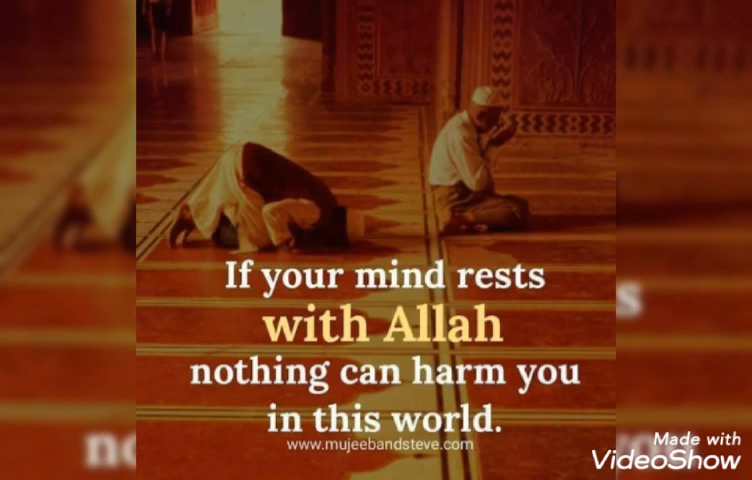 If your mind rests
with Allah
nothing can harm you
in this world.
www.mujeebandsteve.com
Made with
VideoShow